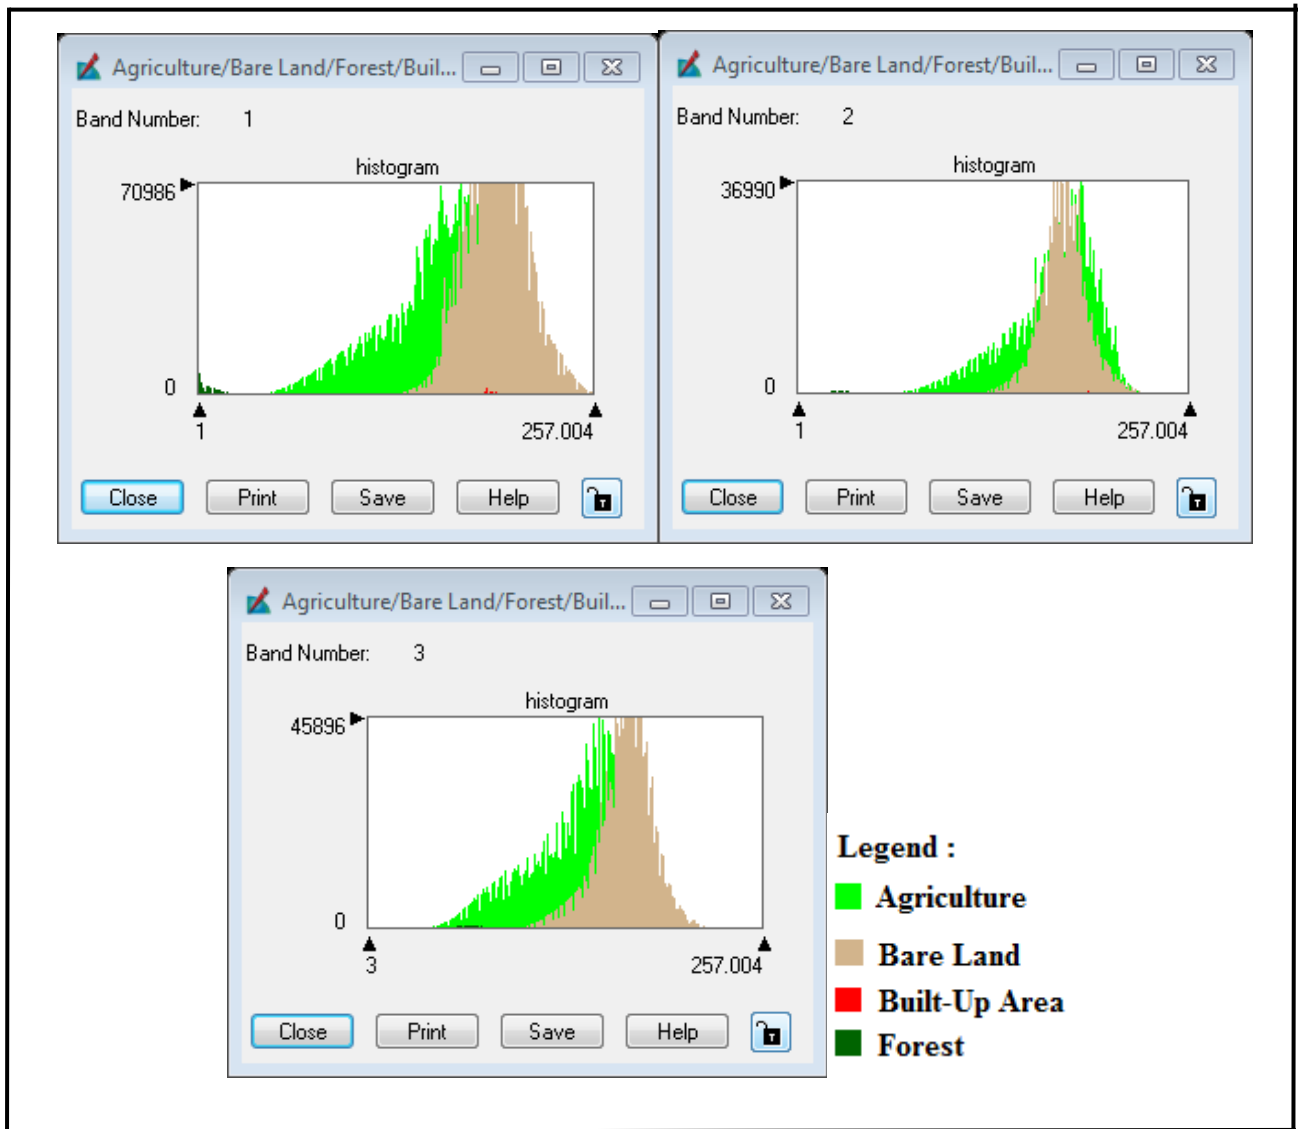 Agriculture/Bare Land/Forest/Buil...
Band Number: 1
histogram
70986
0
1 257.004
Close Print Save Help
Agriculture/Bare Land/Forest/Buil...
Band Number: 2
histogram
36990
0
1 257.004
Close Print Save Help
Agriculture/Bare Land/Forest/Buil...
Band Number: 3
histogram
45896
0
3 257.004
Close Print Save Help
Legend :
Agriculture
Bare Land
Built-Up Area
Forest